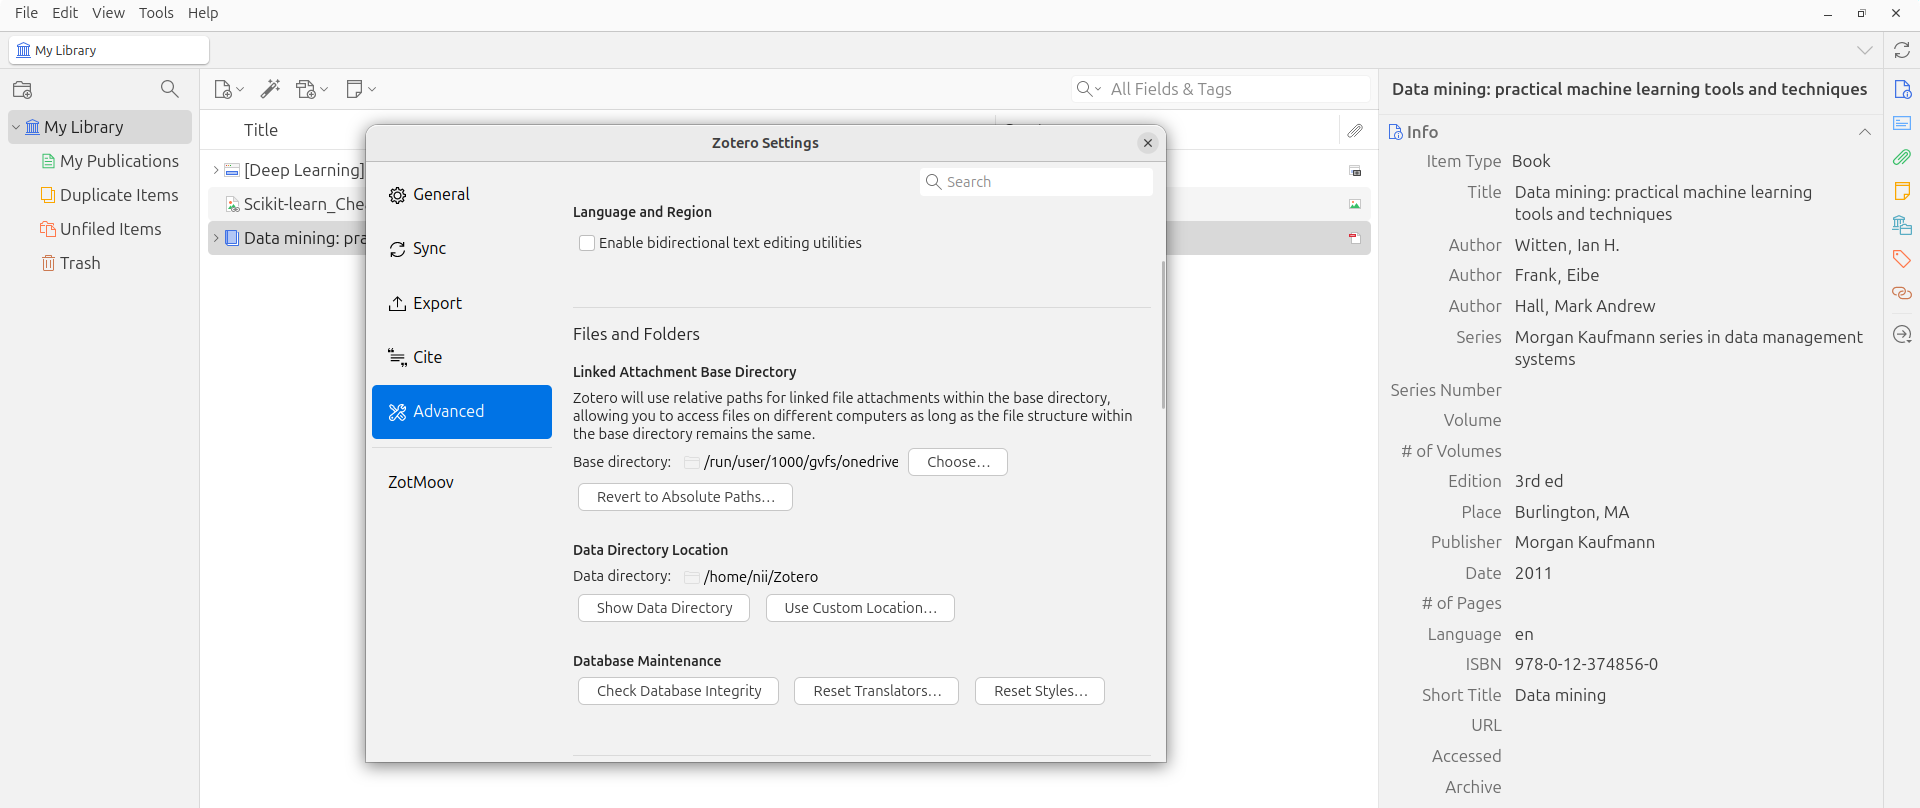 File Edit View Tools Help
My Library
All Fields & Tags
My Library
My Publications
Duplicate Items
Unfiled Items
Trash
Title
[Deep Learning]
Scikit-learn_Che
Data mining: pra
Zotero Settings
General
Sync
Export
Cite
Advanced
ZotMoov
Search
Language and Region
Enable bidirectional text editing utilities
Files and Folders
Linked Attachment Base Directory
Zotero will use relative paths for linked file attachments within the base directory,
allowing you to access files on different computers as long as the file structure within
the base directory remains the same.
Base directory: /run/user/1000/gvfs/onedrive Choose…
Revert to Absolute Paths…
Data Directory Location
Data directory: /home/nii/Zotero
Show Data Directory Use Custom Location…
Database Maintenance
Check Database Integrity Reset Translators… Reset Styles…
Data mining: practical machine learning tools and techniques
Info
Item Type Book
Title Data mining: practical machine learning
tools and techniques
Author Witten, Ian H.
Author Frank, Eibe
Author Hall, Mark Andrew
Series Morgan Kaufmann series in data management
systems
Series Number
Volume
# of Volumes
Edition 3rd ed
Place Burlington, MA
Publisher Morgan Kaufmann
Date 2011
# of Pages
Language en
ISBN 978-0-12-374856-0
Short Title Data mining
URL
Accessed
Archive